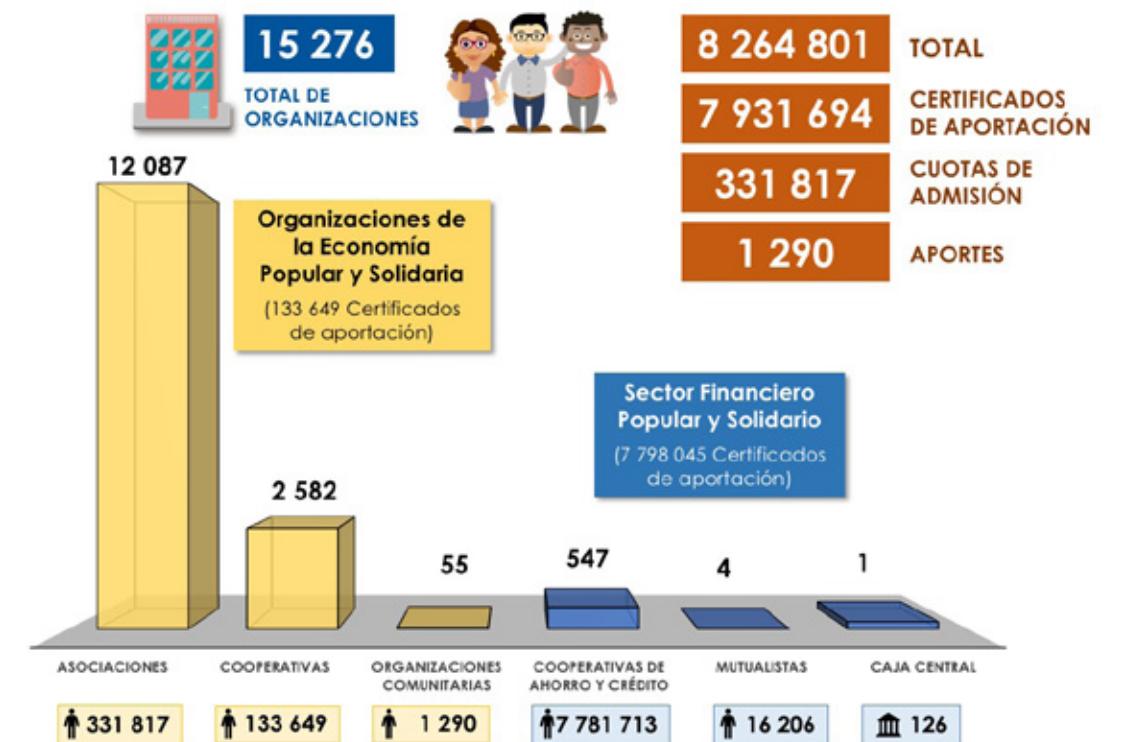 15 276
TOTAL DE
ORGANIZACIONES
8 264 801
TOTAL
7 931 694
CERTIFICADOS
DE APORTACIÓN
331 817
CUOTAS DE
ADMISIÓN
1 290
APORTES
12 087
Organizaciones de
la Economía
Popular y Solidaria
(133 649 Certificados
de aportación)
Sector Financiero
Popular y Solidario
(7 798 045 Certificados
de aportación)
2 582
55
547
4
1
ASOCIACIONES
COOPERATIVAS
ORGANIZACIONES
COMUNITARIAS
COOPERATIVAS DE
AHORRO Y CRÉDITO
MUTUALISTAS
CAJA CENTRAL
331 817
133 649
1 290
7 781 713
16 206
126